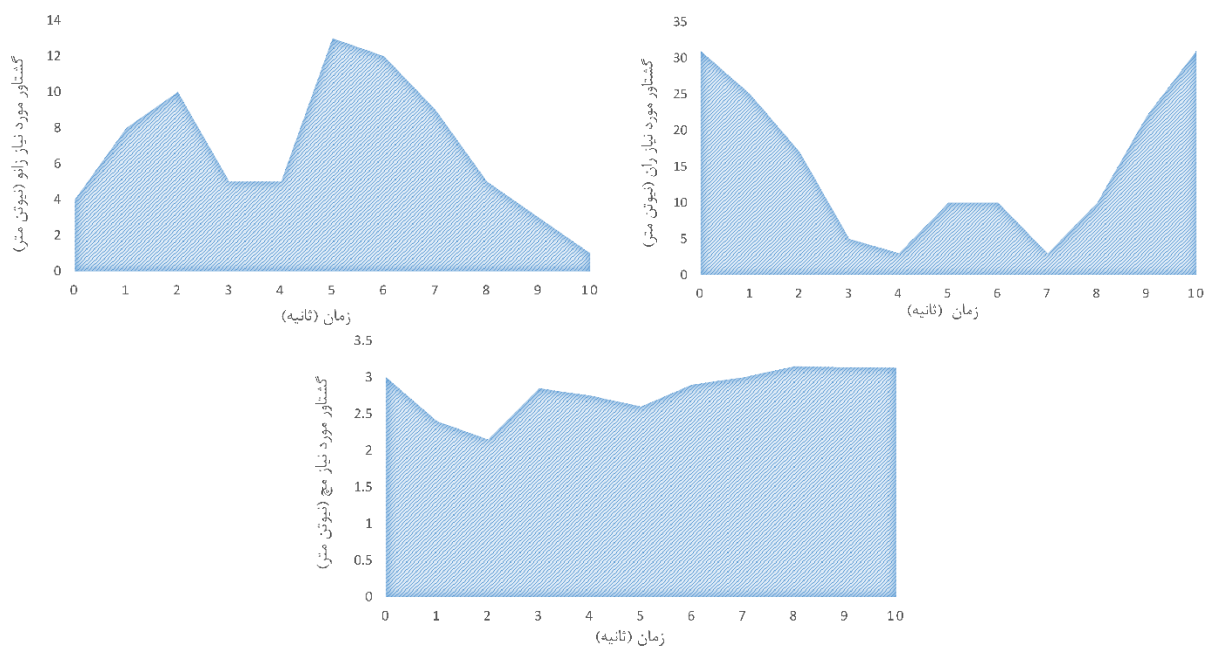 14
12
10
8
6
4
2
0
گشتاور مورد نیاز زانو (نیوتن متر)
0 1 2 3 4 5 6 7 8 9 10
زمان (ثانیه)
35
30
25
20
15
10
5
0
گشتاور مورد نیاز ران (نیوتن متر)
0 1 2 3 4 5 6 7 8 9 10
زمان (ثانیه)
3.5
3
2.5
2
1.5
1
0.5
0
گشتاور مورد نیاز مچ (نیوتن متر)
0 1 2 3 4 5 6 7 8 9 10
زمان (ثانیه)